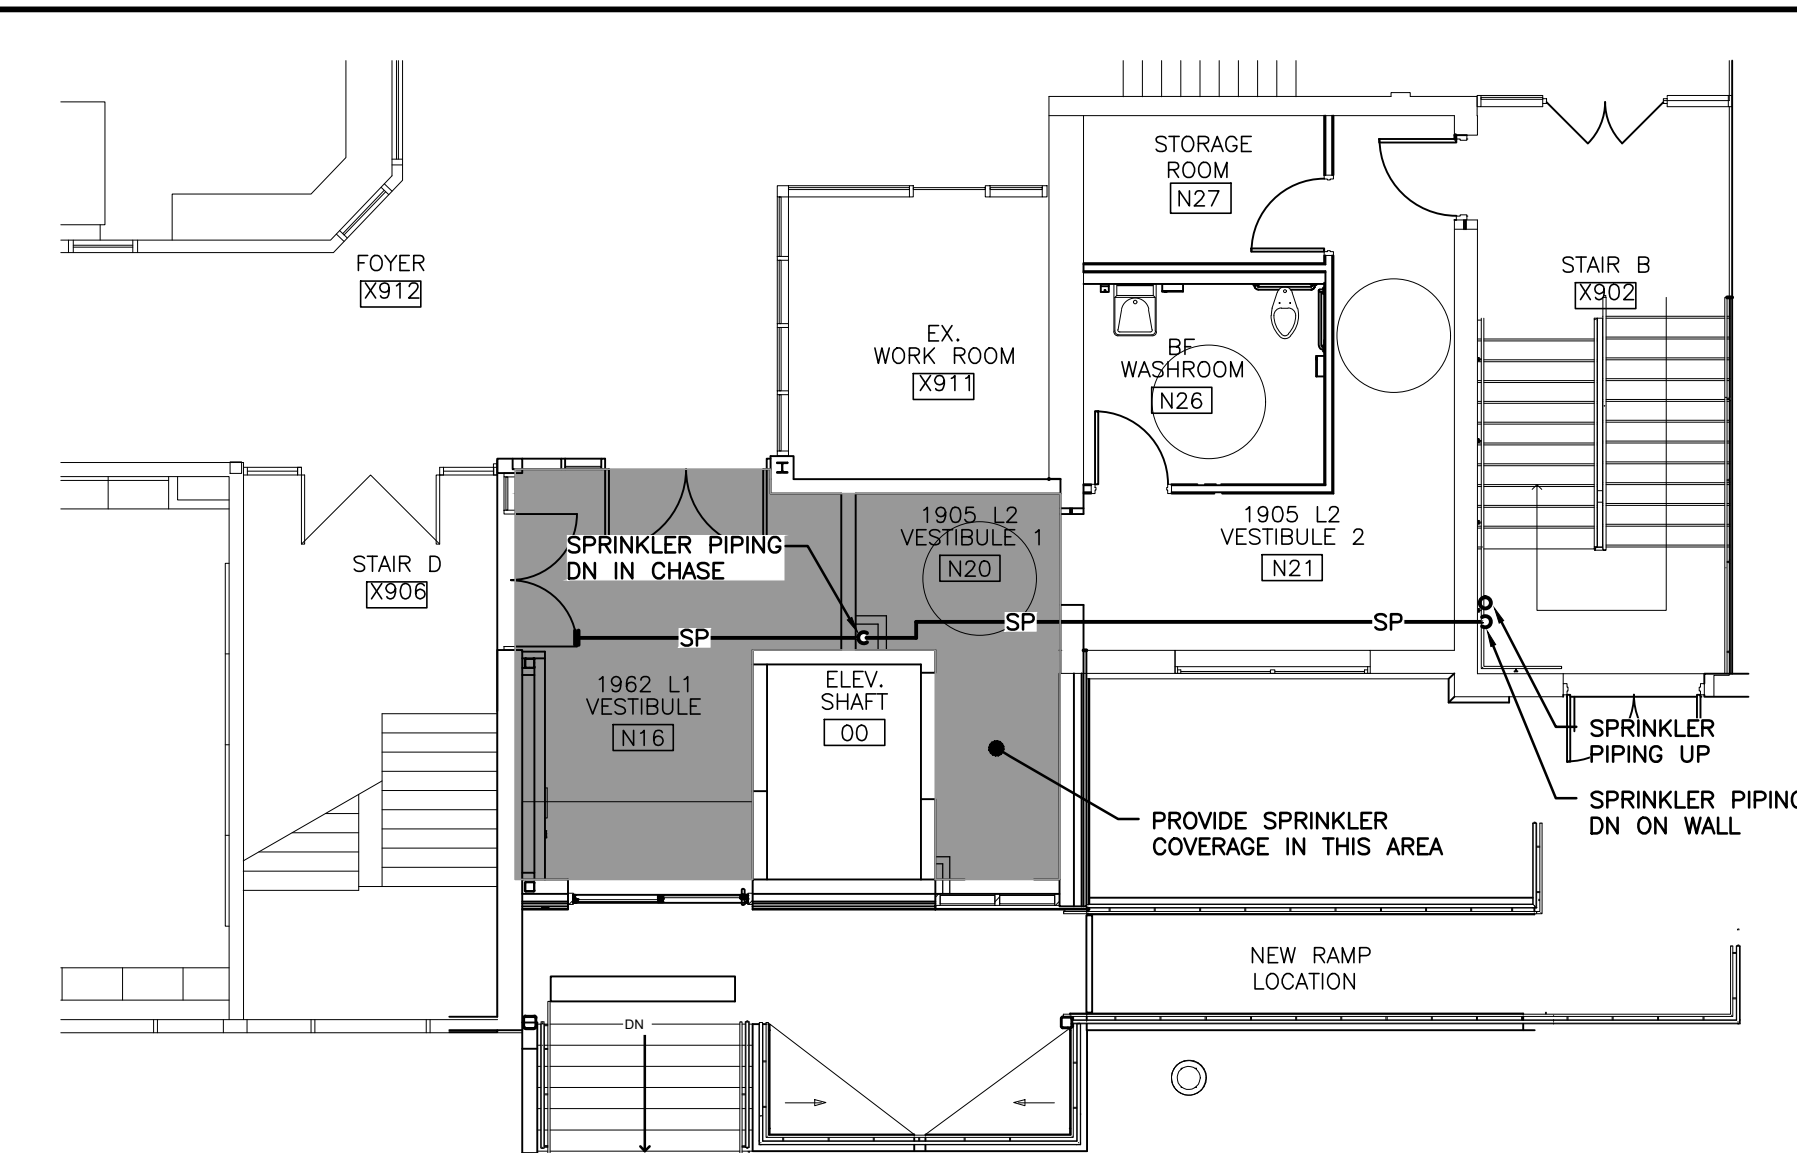 STORAGE
ROOM
N27
FOYER
X912
STAIR B
X902
EX.
WORK ROOM
X911
BF
WASHROOM
N26
1905 L2
VESTIBULE 1
N20
1905 L2
VESTIBULE 2
N21
SPRINKLER PIPING
DN IN CHASE
STAIR D
X906
SP
SP
SP
1962 L1
VESTIBULE
N16
ELEV.
SHAFT
00
SPRINKLER
PIPING UP
SPRINKLER PIPING
DN ON WALL
PROVIDE SPRINKLER
COVERAGE IN THIS AREA
NEW RAMP
LOCATION
DN